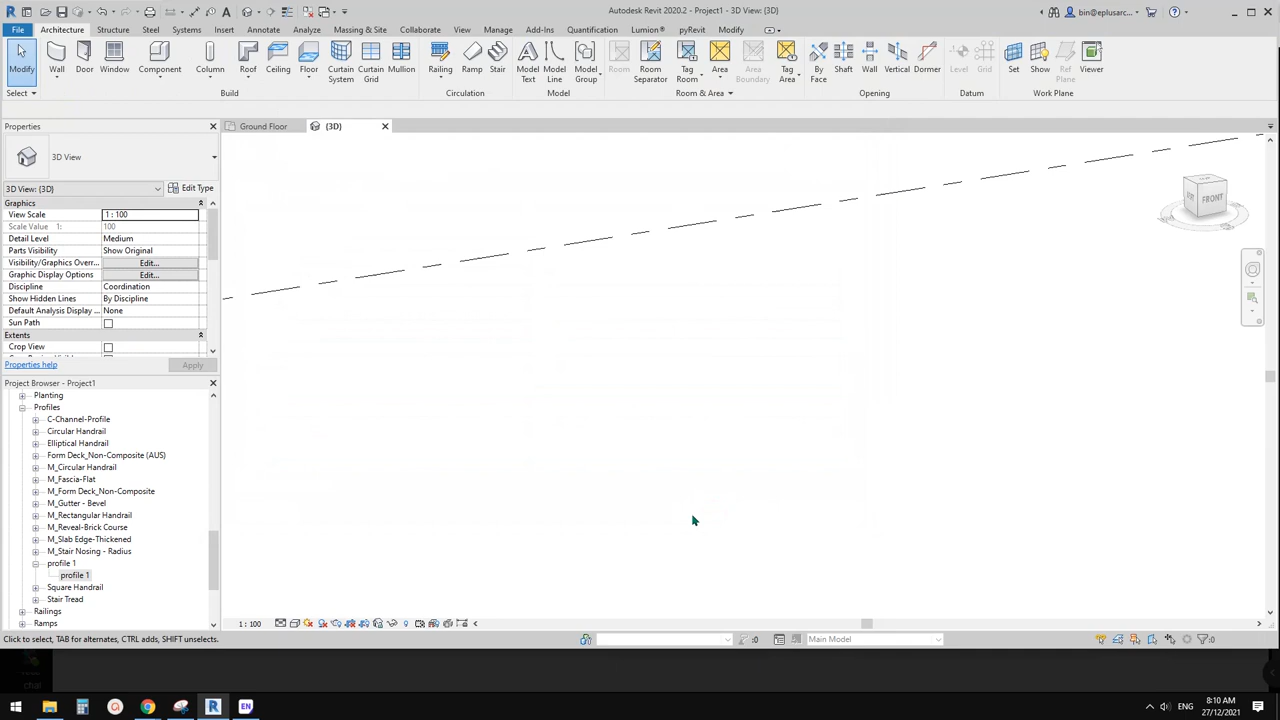 Autodesk Revit 2020.2 - Project1 - 3D View: {3D}
bin@eplusarc...
File Architecture Structure Steel Systems Insert Annotate Analyze Massing & Site Collaborate View Manage Add-Ins Quantification Lumion® pyRevit Modify
Modify Wall Door Window Component Column Roof Ceiling Floor Curtain System Curtain Grid Mullion Railing Ramp Stair Model Text Model Line Model Group Room Room Separator Tag Room Area Area Boundary Tag Area By Face Shaft Wall Vertical Dormer Level Grid Set Show Ref Plane Viewer
Select Build Circulation Model Room & Area Opening Datum Work Plane
Properties
Ground Floor
{3D}
3D View
3D View: {3D}
Edit Type
Graphics
View Scale 1 : 100
Scale Value 1: 100
Detail Level Medium
Parts Visibility Show Original
Visibility/Graphics Overr... Edit...
Graphic Display Options Edit...
Discipline Coordination
Show Hidden Lines By Discipline
Default Analysis Display ... None
Sun Path
Extents
Crop View
Properties help
Apply
FRONT
Project Browser - Project1
Planting
Profiles
C-Channel-Profile
Circular Handrail
Elliptical Handrail
Form Deck_Non-Composite (AUS)
M_Circular Handrail
M_Fascia-Flat
M_Form Deck_Non-Composite
M_Gutter - Bevel
M_Rectangular Handrail
M_Reveal-Brick Course
M_Slab Edge-Thickened
M_Stair Nosing - Radius
profile 1
profile 1
Square Handrail
Stair Tread
Railings
Ramps
1 : 100
Click to select, TAB for alternates, CTRL adds, SHIFT unselects.
:0
Main Model
:0
EN
ENG
8:10 AM
27/12/2021